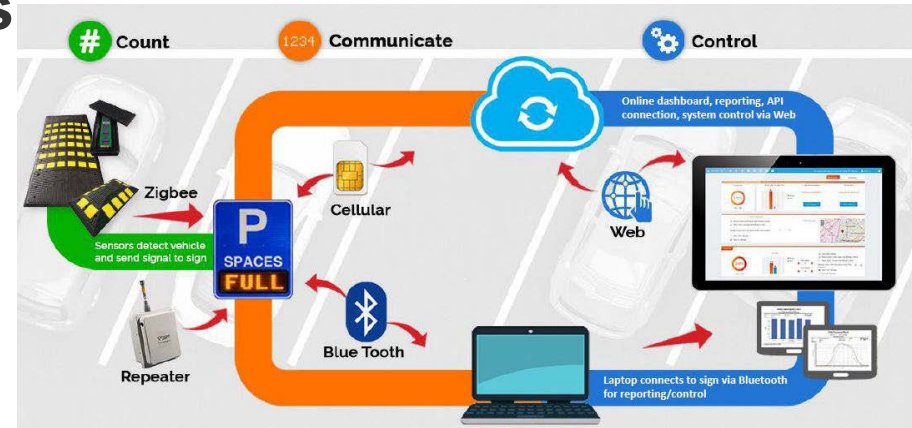 s
# Count
1234 Communicate
Control
Online dashboard, reporting, API
connection, system control via Web
Zigbee
Cellular
Web
Sensors detect vehicle
and send signal to sign
P
SPACES
FULL
Repeater
Blue Tooth
Laptop connects to sign via Bluetooth
for reporting/control